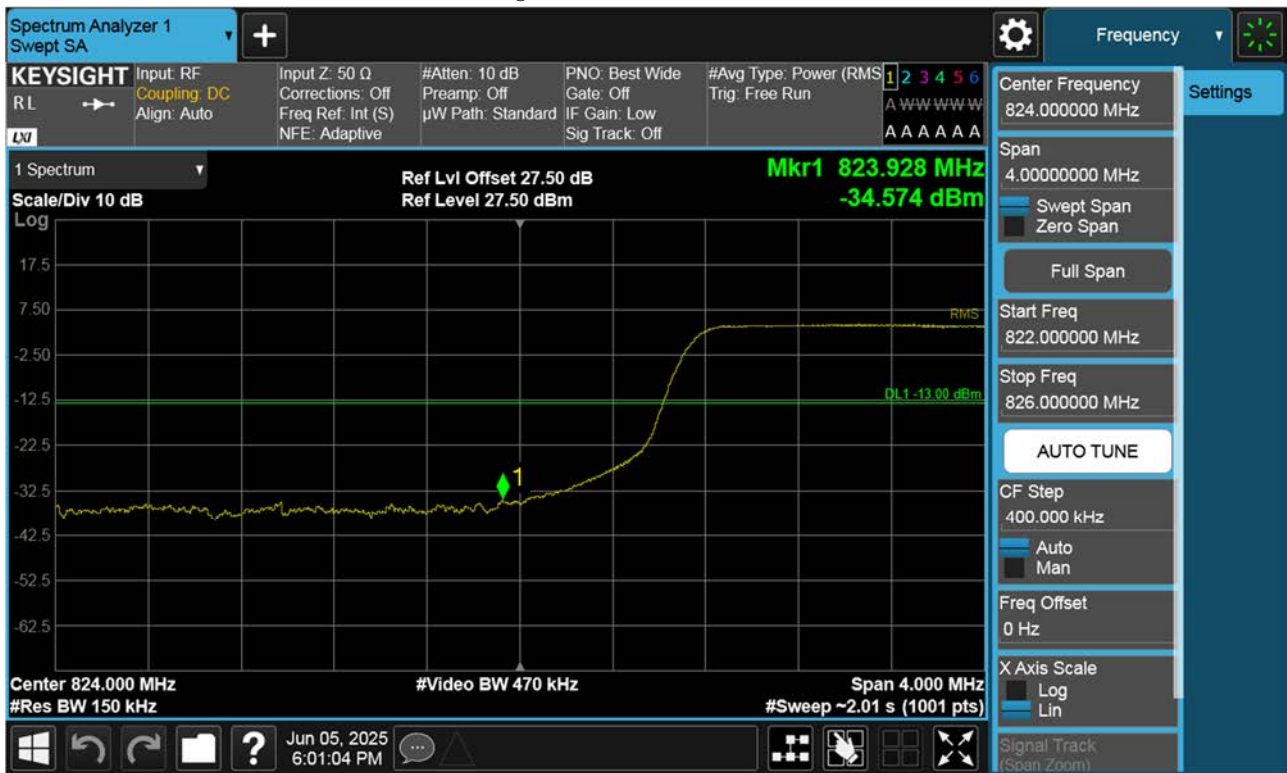 Spectrum Analyzer 1
Swept SA
Frequency
KEYSIGHT
RL
LXI
Input: RF
Coupling: DC
Align: Auto
Input Z: 50 Ω
Corrections: Off
Freq Ref: Int (S)
NFE: Adaptive
#Atten: 10 dB
Preamp: Off
µW Path: Standard
PNO: Best Wide
Gate: Off
IF Gain: Low
Sig Track: Off
#Avg Type: Power (RMS
Trig: Free Run
1 2 3 4 5 6
A W W W W W
A A A A A A
1 Spectrum
Scale/Div 10 dB
Log
Ref Lvl Offset 27.50 dB
Ref Level 27.50 dBm
Mkr1 823.928 MHz
-34.574 dBm
17.5
7.50
-2.50
-12.5
-22.5
-32.5
-42.5
-52.5
-62.5
RMS
DL1 -13.00 dBm
1
Center 824.000 MHz
#Res BW 150 kHz
#Video BW 470 kHz
Span 4.000 MHz
#Sweep ~2.01 s (1001 pts)
Center Frequency
824.000000 MHz
Settings
Span
4.00000000 MHz
Swept Span
Zero Span
Full Span
Start Freq
822.000000 MHz
Stop Freq
826.000000 MHz
AUTO TUNE
CF Step
400.000 kHz
Auto
Man
Freq Offset
0 Hz
X Axis Scale
Log
Lin
Signal Track
(Span Zoom)
?
Jun 05, 2025
6:01:04 PM